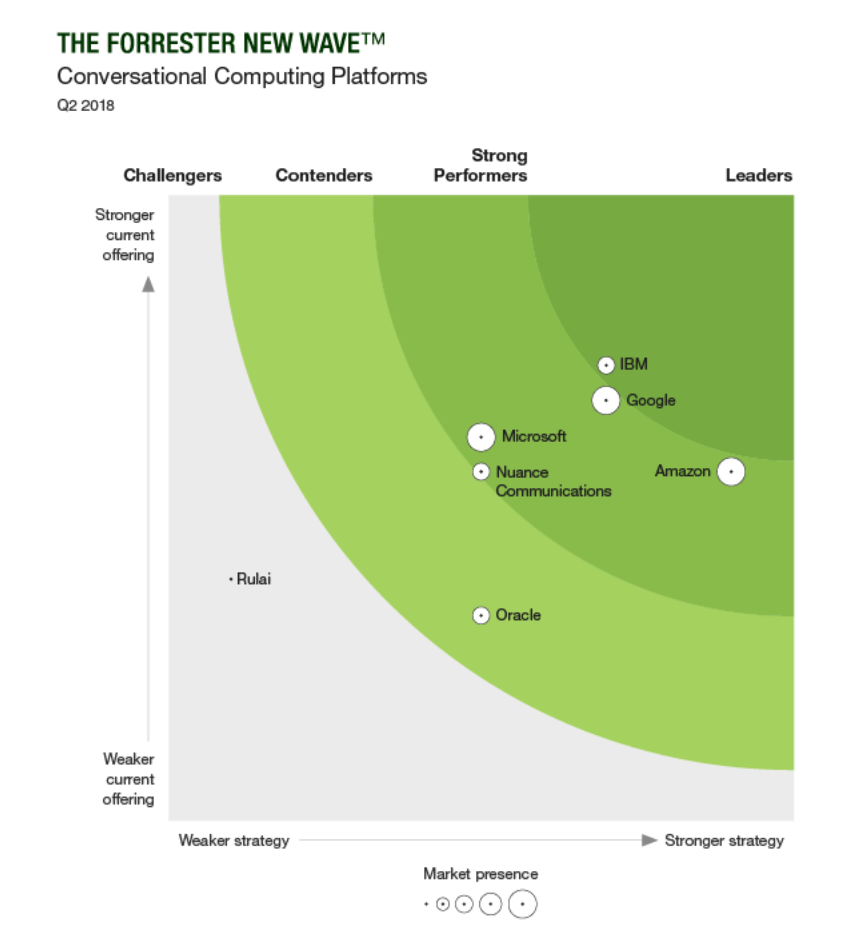 THE FORRESTER NEW WAVE™
Conversational Computing Platforms
Q2 2018
Challengers
Contenders
Strong
Performers
Leaders
Stronger
current
offering
IBM
Google
Microsoft
Nuance
Communications
Amazon
Rulai
Oracle
Weaker
current
offering
Weaker strategy
Stronger strategy
Market presence